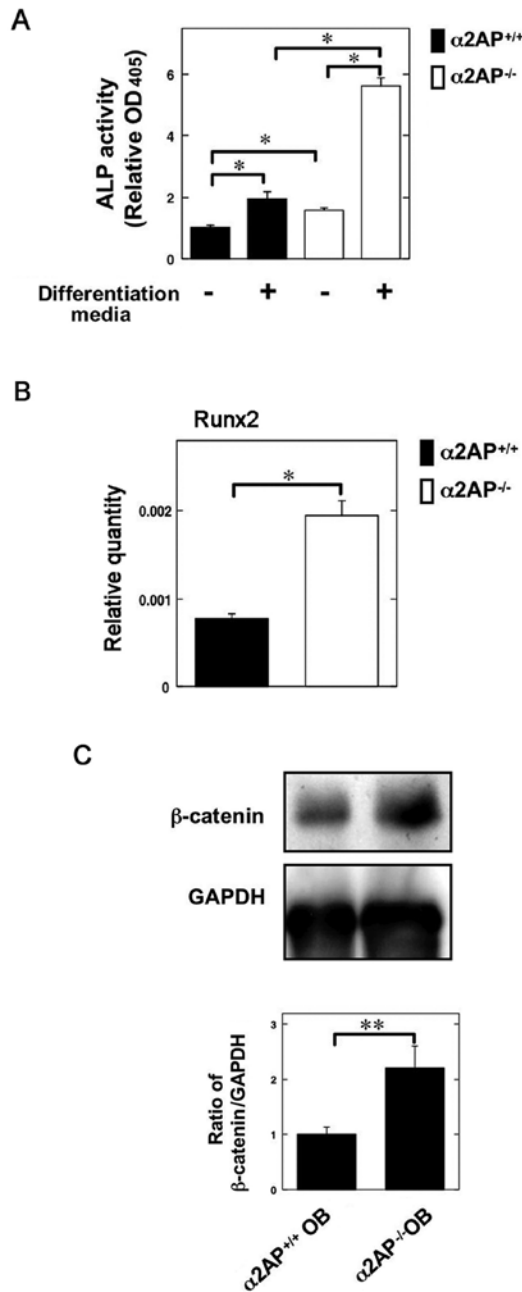 A
ALP activity
(Relative OD405)
6
4
2
0
* * * *
α2AP+/+
α2AP-/-
Differentiation
media
- + - +
B
Runx2
Relative quantity
0.002
0.001
0
*
α2AP+/+
α2AP-/-
C
β-catenin
GAPDH
Ratio of
β-catenin/GAPDH
3
2
1
0
**
α2AP+/+ OB
α2AP-/-OB